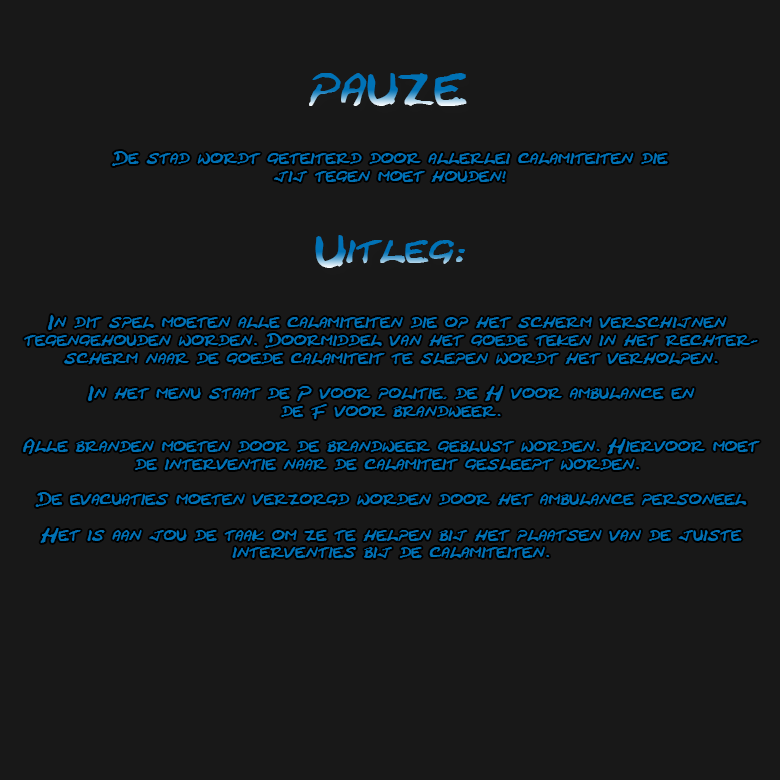 PAUZE
De stad wordt geteiterd door allerlei calamiteiten die
jij tegen moet houden!
Uitleg:
In dit spel moeten alle calamiteiten die op het scherm verschijnen
tegengehouden worden. Doormiddel van het goede teken in het rechter-
scherm naar de goede calamiteit te slepen wordt het verholpen.
In het menu staat de P voor politie, de H voor ambulance en
de F voor brandweer.
Alle branden moeten door de brandweer geblust worden. Hiervoor moet
de interventie naar de calamiteit gesleept worden.
De evacuaties moeten verzorgd worden door het ambulance personeel
Het is aan jou de taak om ze te helpen bij het plaatsen van de juiste
interventies bij de calamiteiten.